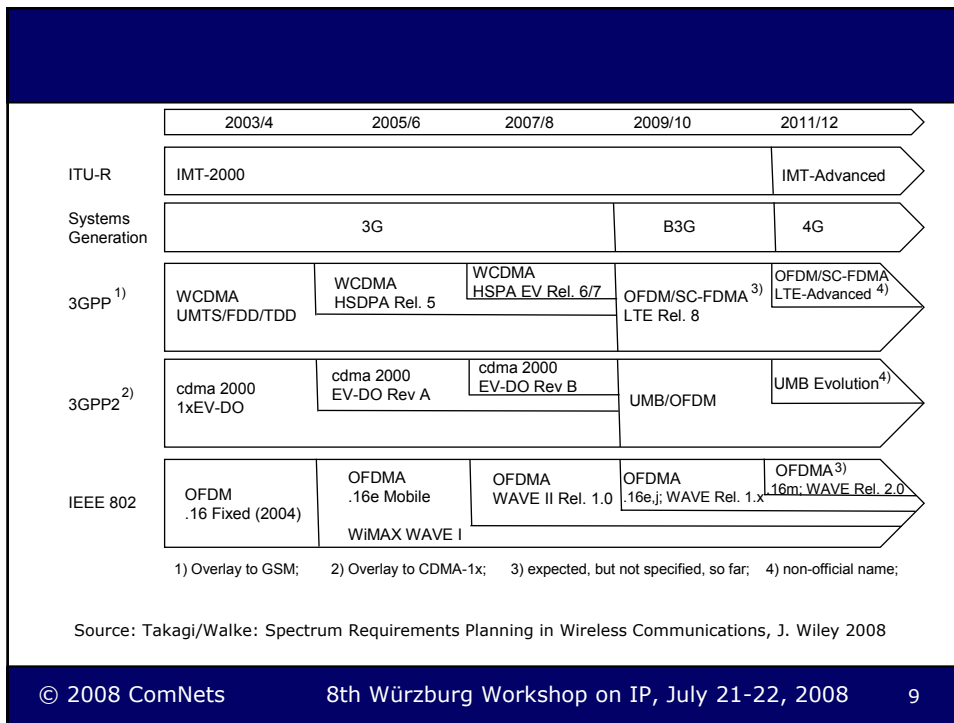 2003/4 2005/6 2007/8 2009/10 2011/12
ITU-R IMT-2000 IMT-Advanced
Systems
Generation 3G B3G 4G
3GPP 1)
WCDMA
UMTS/FDD/TDD
WCDMA
HSDPA Rel. 5
WCDMA
HSPA EV Rel. 6/7
OFDM/SC-FDMA 3)
LTE Rel. 8
OFDM/SC-FDMA
LTE-Advanced 4)
3GPP2 2)
cdma 2000
1xEV-DO
cdma 2000
EV-DO Rev A
cdma 2000
EV-DO Rev B
UMB/OFDM
UMB Evolution 4)
IEEE 802
OFDM
.16 Fixed (2004)
OFDMA
.16e Mobile
WiMAX WAVE I
OFDMA
WAVE II Rel. 1.0
OFDMA
.16e,j; WAVE Rel. 1.x
OFDMA 3)
.16m; WAVE Rel. 2.0
1) Overlay to GSM; 2) Overlay to CDMA-1x; 3) expected, but not specified, so far; 4) non-official name;
Source: Takagi/Walke: Spectrum Requirements Planning in Wireless Communications, J. Wiley 2008
© 2008 ComNets 8th Würzburg Workshop on IP, July 21-22, 2008 9